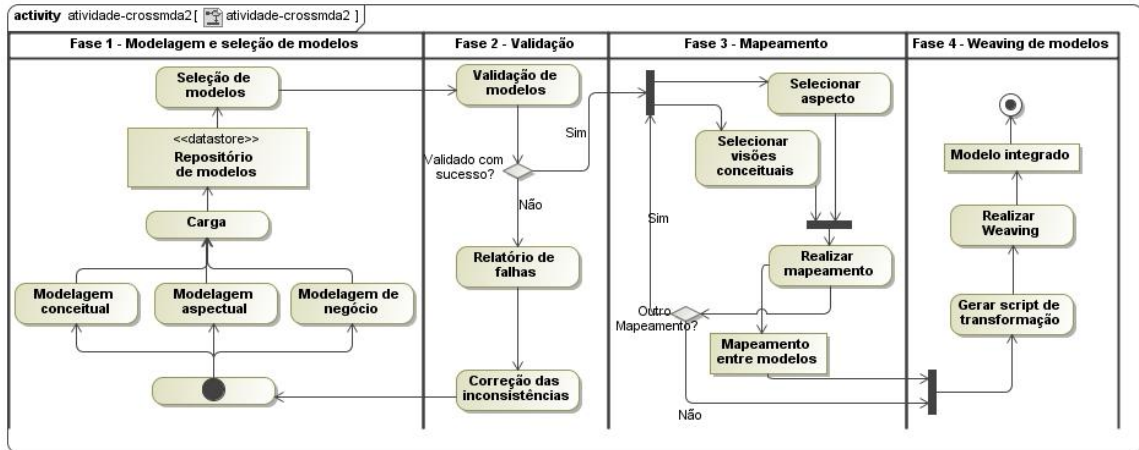 activity atividade-crossmda2[ atividade-crossmda2 ]
Fase 1 - Modelagem e seleção de modelos
Seleção de
modelos
<<datastore>>
Repositório
de modelos
Carga
Modelagem
conceitual
Modelagem
aspectual
Modelagem de
negócio
Fase 2 - Validação
Validação de
modelos
Validado com
sucesso?
Sim
Não
Relatório de
falhas
Correção das
inconsistências
Fase 3 - Mapeamento
Selecionar
aspecto
Selecionar
visões
conceituais
Sim
Realizar
mapeamento
Outro
Mapeamento?
Mapeamento
entre modelos
Não
Fase 4 - Weaving de modelos
Modelo integrado
Realizar
Weaving
Gerar script de
transformação